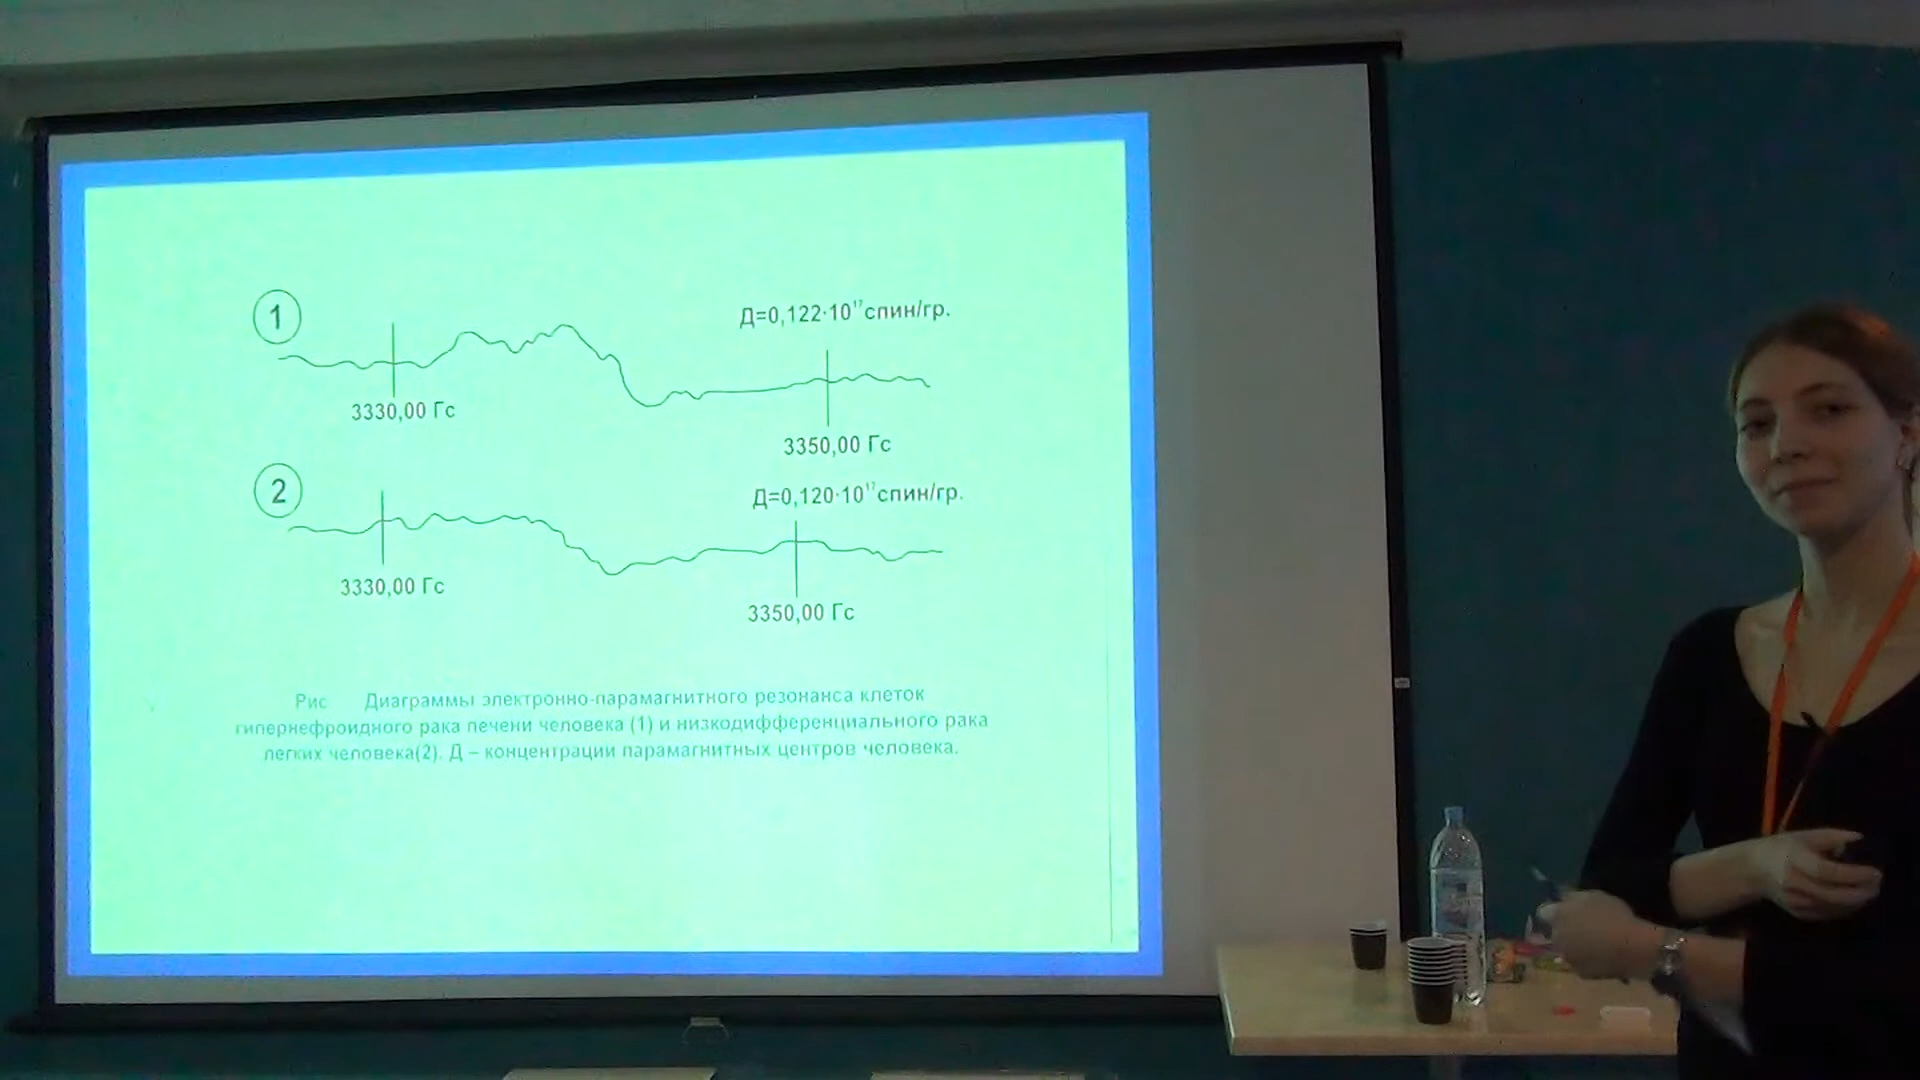 1
Д=0,122·10¹⁷спин/гр.
3330,00 Гс
3350,00 Гс
2
Д=0,120·10¹⁷спин/гр.
3330,00 Гс
3350,00 Гс
Рис Диаграммы электронно-парамагнитного резонанса клеток
гипернефроидного рака печени человека (1) и низкодифференциального рака
легких человека(2). Д – концентрации парамагнитных центров человека.